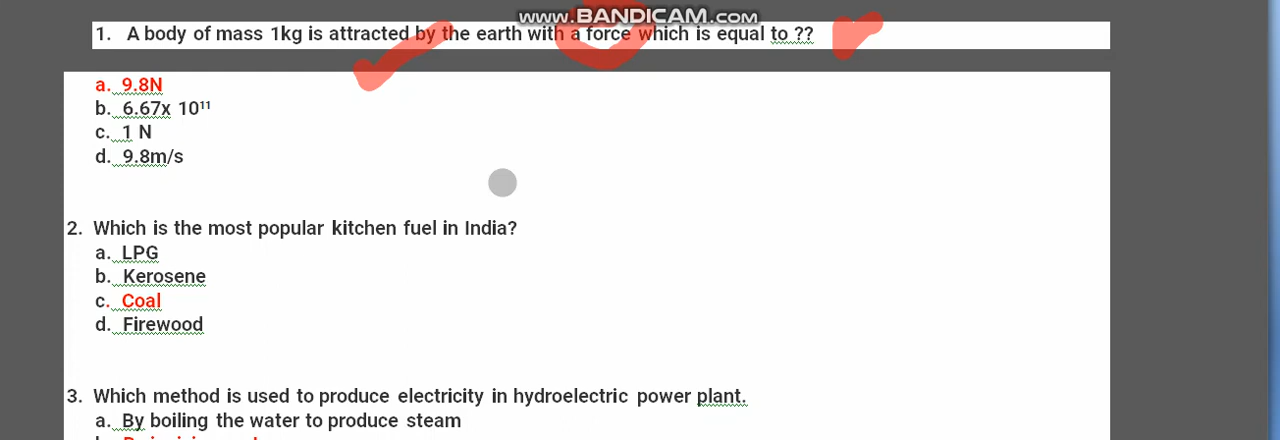 www.BANDICAM.com
1. A body of mass 1kg is attracted by the earth with a force which is equal to ??
a. 9.8N
b. 6.67x 10¹¹
c. 1 N
d. 9.8m/s
2. Which is the most popular kitchen fuel in India?
a. LPG
b. Kerosene
c. Coal
d. Firewood
3. Which method is used to produce electricity in hydroelectric power plant.
a. By boiling the water to produce steam